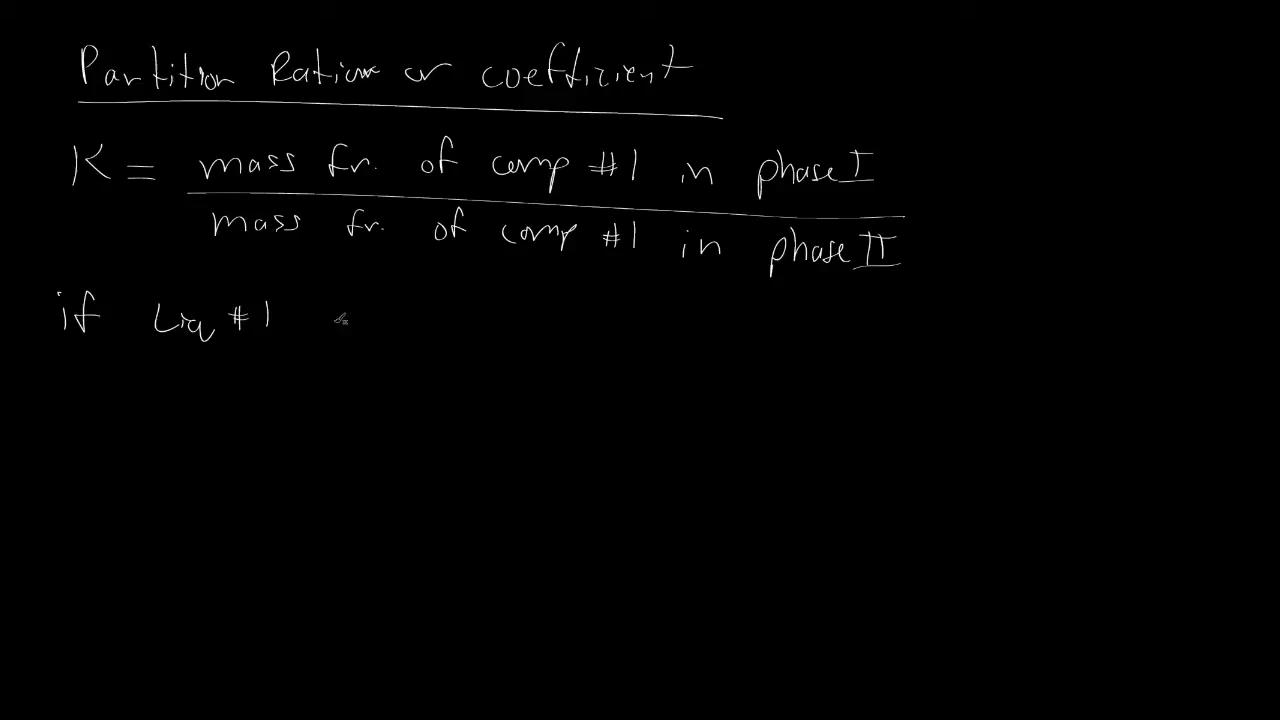 Partition Ration or coefficient
K = mass fr. of comp #1 in phase I
mass fr. of comp #1 in phase II
if Liq #1